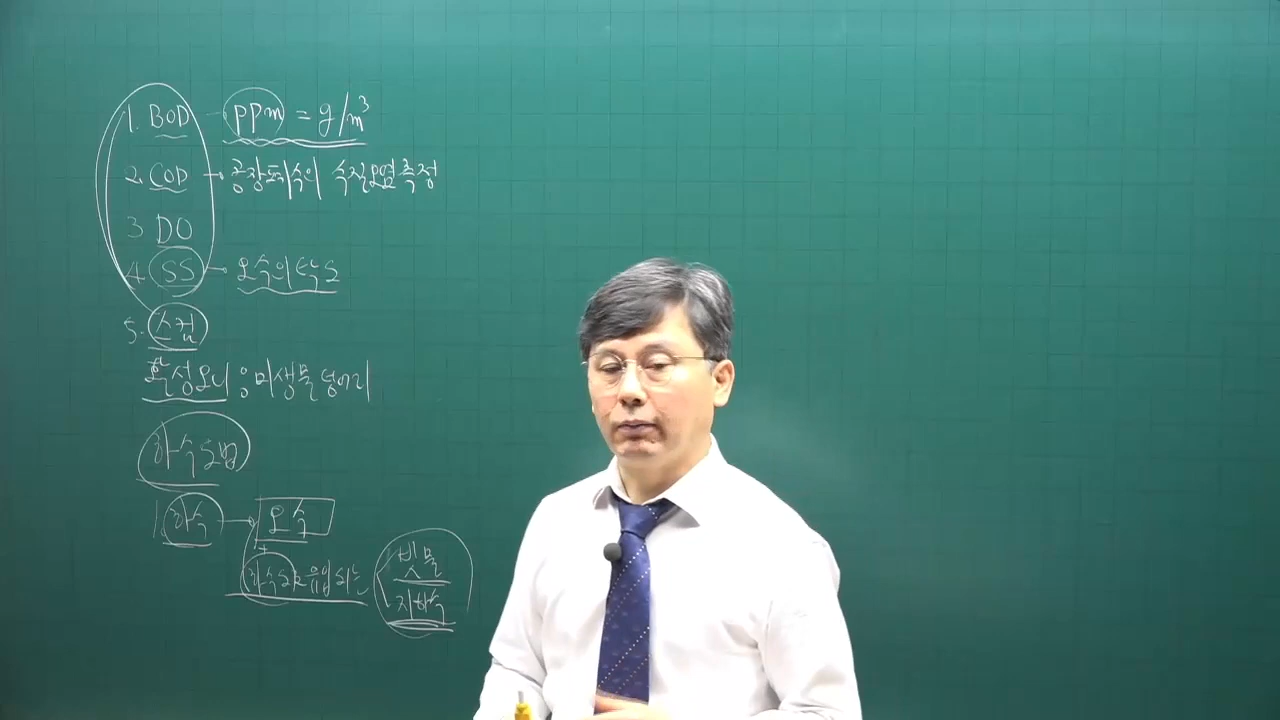 1. BOD - ppm = g/m³
2. COD → 공장폐수의 수질오염측정
3. DO
4. SS → 오수의 탁도
5. 스컴
활성오니 : 미생물 덩어리
하수도법
1. 하수 → 오수
+
하수도로 유입되는 빗물
지하수